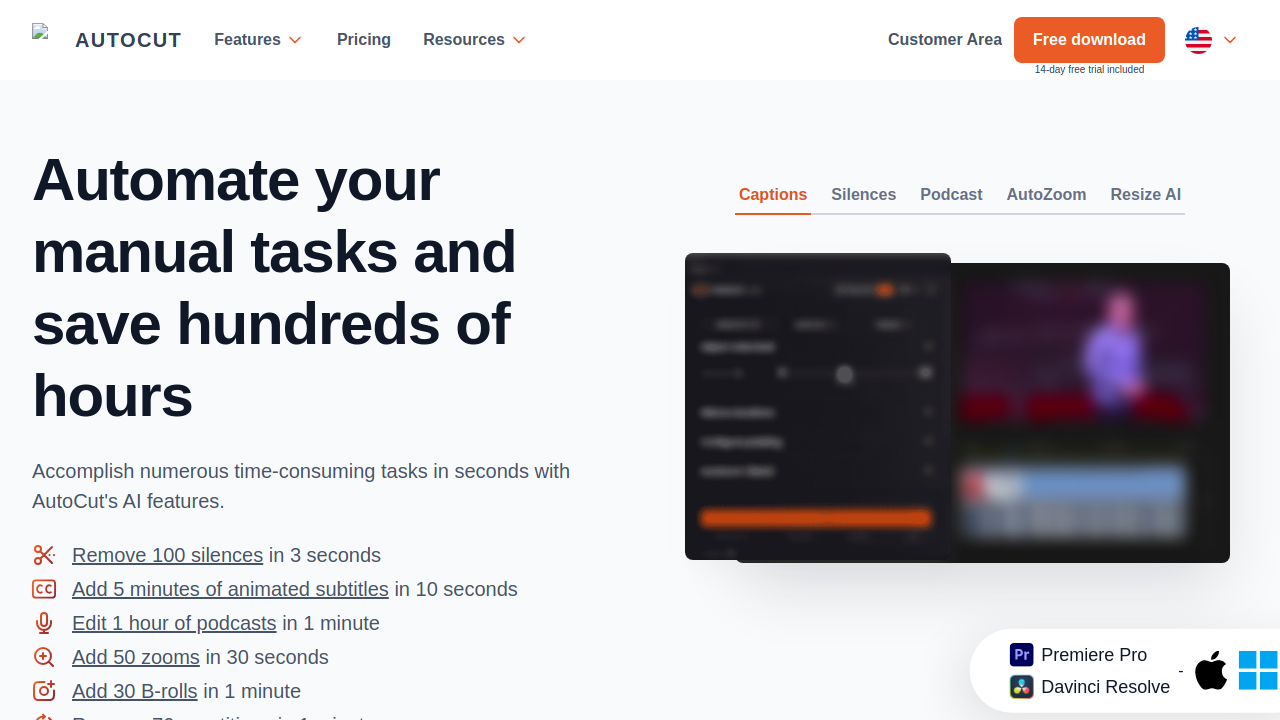 AUTOCUT
Features
Pricing
Resources
Customer Area
Free download
14-day free trial included
Automate your
manual tasks and
save hundreds of
hours
Accomplish numerous time-consuming tasks in seconds with
AutoCut's AI features.
Remove 100 silences in 3 seconds
Add 5 minutes of animated subtitles in 10 seconds
Edit 1 hour of podcasts in 1 minute
Add 50 zooms in 30 seconds
Add 30 B-rolls in 1 minute
Captions
Silences
Podcast
AutoZoom
Resize AI
Pr Premiere Pro
Davinci Resolve
-